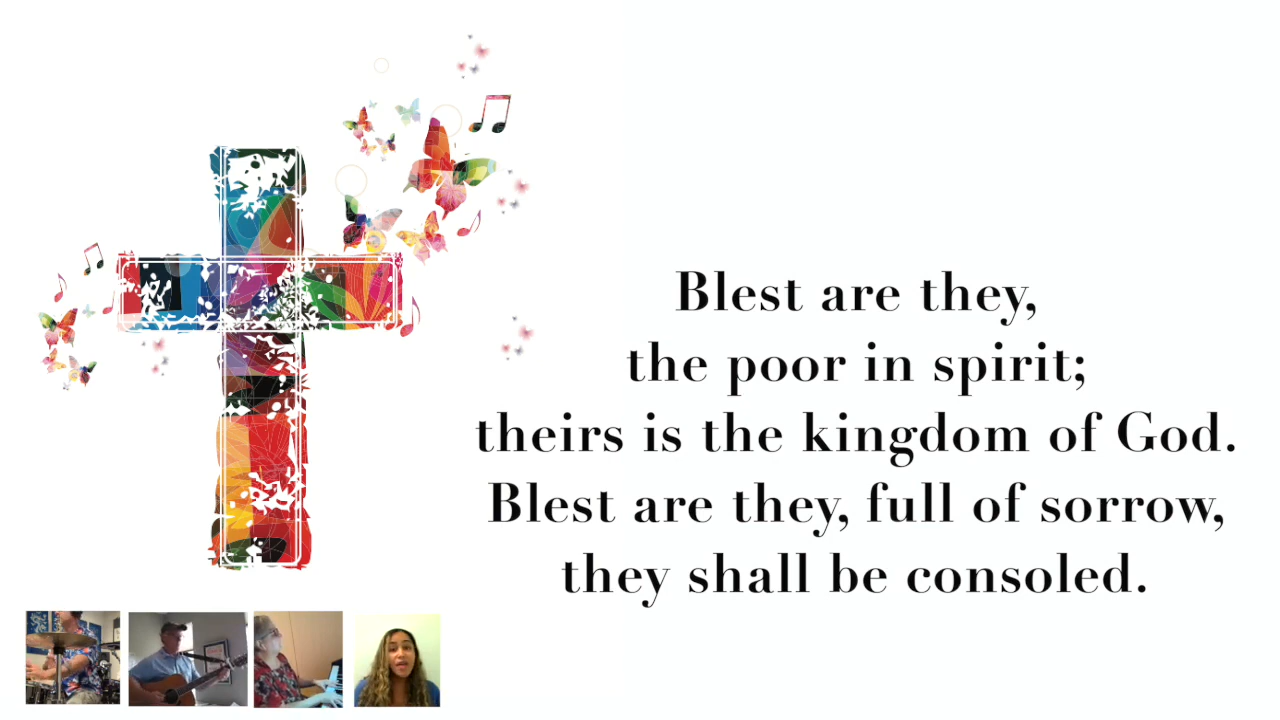 Blest are they,
the poor in spirit;
theirs is the kingdom of God.
Blest are they, full of sorrow,
they shall be consoled.